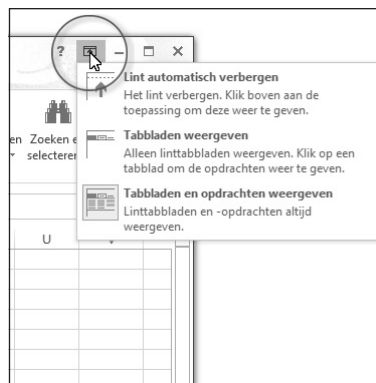 ?
Lint automatisch verbergen
Het lint verbergen. Klik boven aan de
toepassing om deze weer te geven.
Tabbladen weergeven
Alleen linttabbladen weergeven. Klik op een
tabblad om de opdrachten weer te geven.
Tabbladen en opdrachten weergeven
Linttabbladen en -opdrachten altijd
weergeven.
en Zoeken e
selecterer
U